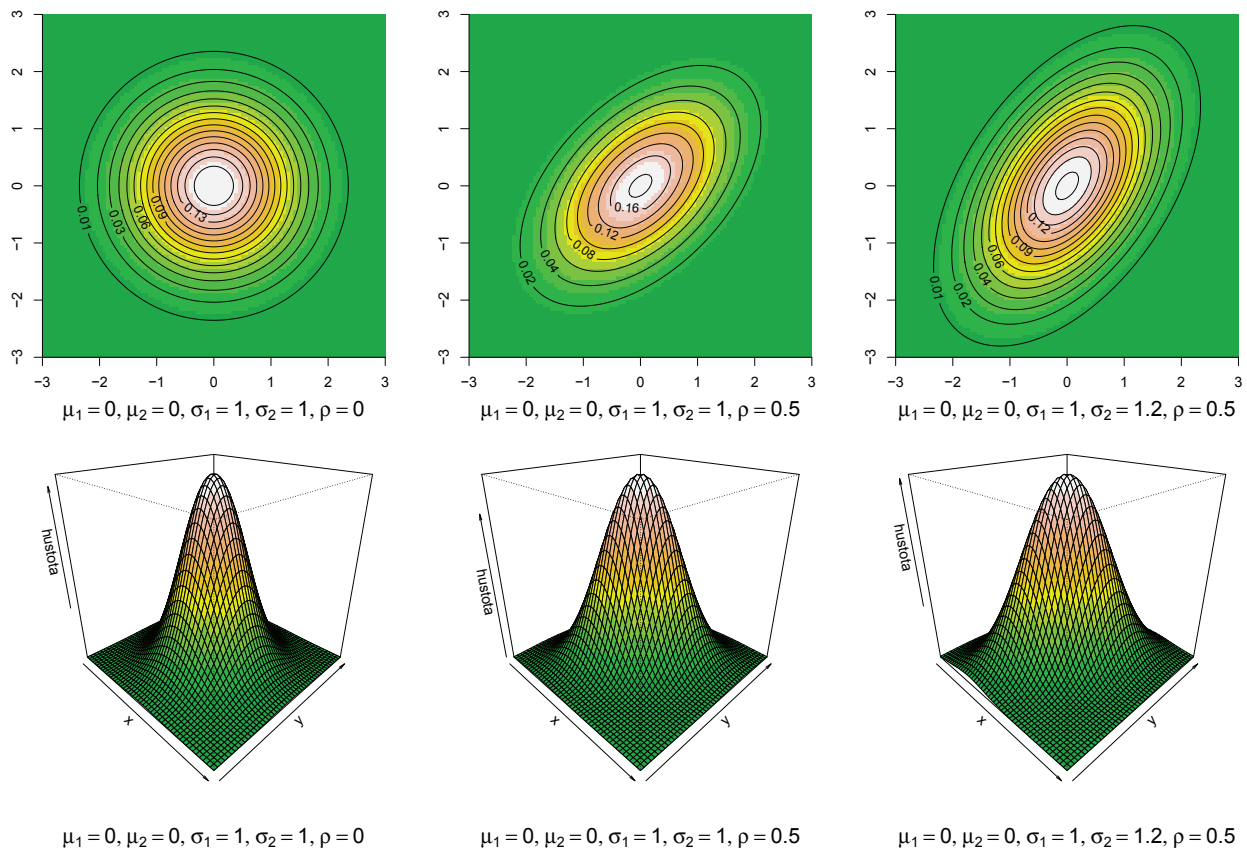 3
2
1
0
−1
−2
−3
0.01
0.03
0.06
0.09
0.13
−3 −2 −1 0 1 2 3
μ₁ = 0, μ₂ = 0, σ₁ = 1, σ₂ = 1, ρ = 0
3
2
1
0
−1
−2
−3
0.02
0.04
0.08
0.12
0.16
−3 −2 −1 0 1 2 3
μ₁ = 0, μ₂ = 0, σ₁ = 1, σ₂ = 1, ρ = 0.5
3
2
1
0
−1
−2
−3
0.01
0.02
0.04
0.06
0.09
0.12
−3 −2 −1 0 1 2 3
μ₁ = 0, μ₂ = 0, σ₁ = 1, σ₂ = 1.2, ρ = 0.5
hustota
x
y
μ₁ = 0, μ₂ = 0, σ₁ = 1, σ₂ = 1, ρ = 0
hustota
x
y
μ₁ = 0, μ₂ = 0, σ₁ = 1, σ₂ = 1, ρ = 0.5
hustota
x
y
μ₁ = 0, μ₂ = 0, σ₁ = 1, σ₂ = 1.2, ρ = 0.5